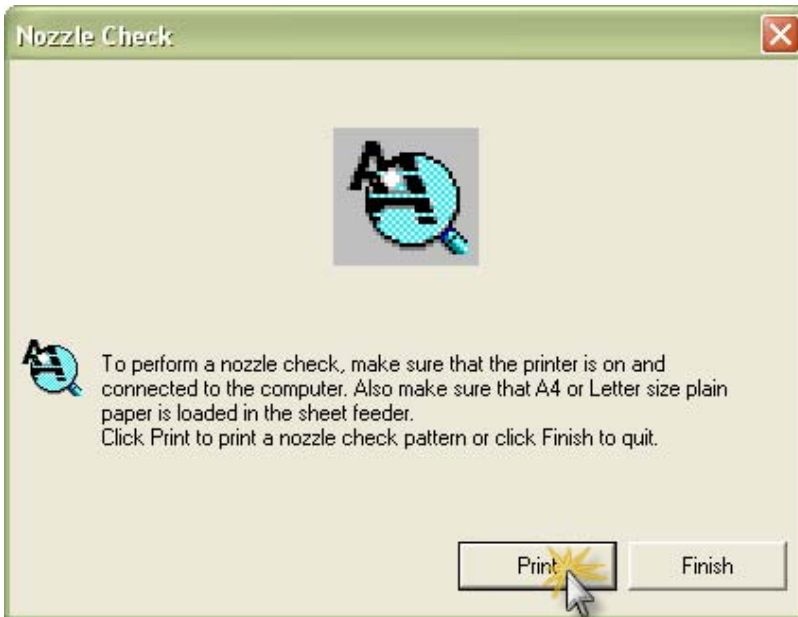 Nozzle Check
To perform a nozzle check, make sure that the printer is on and
connected to the computer. Also make sure that A4 or Letter size plain
paper is loaded in the sheet feeder.
Click Print to print a nozzle check pattern or click Finish to quit.
Print
Finish